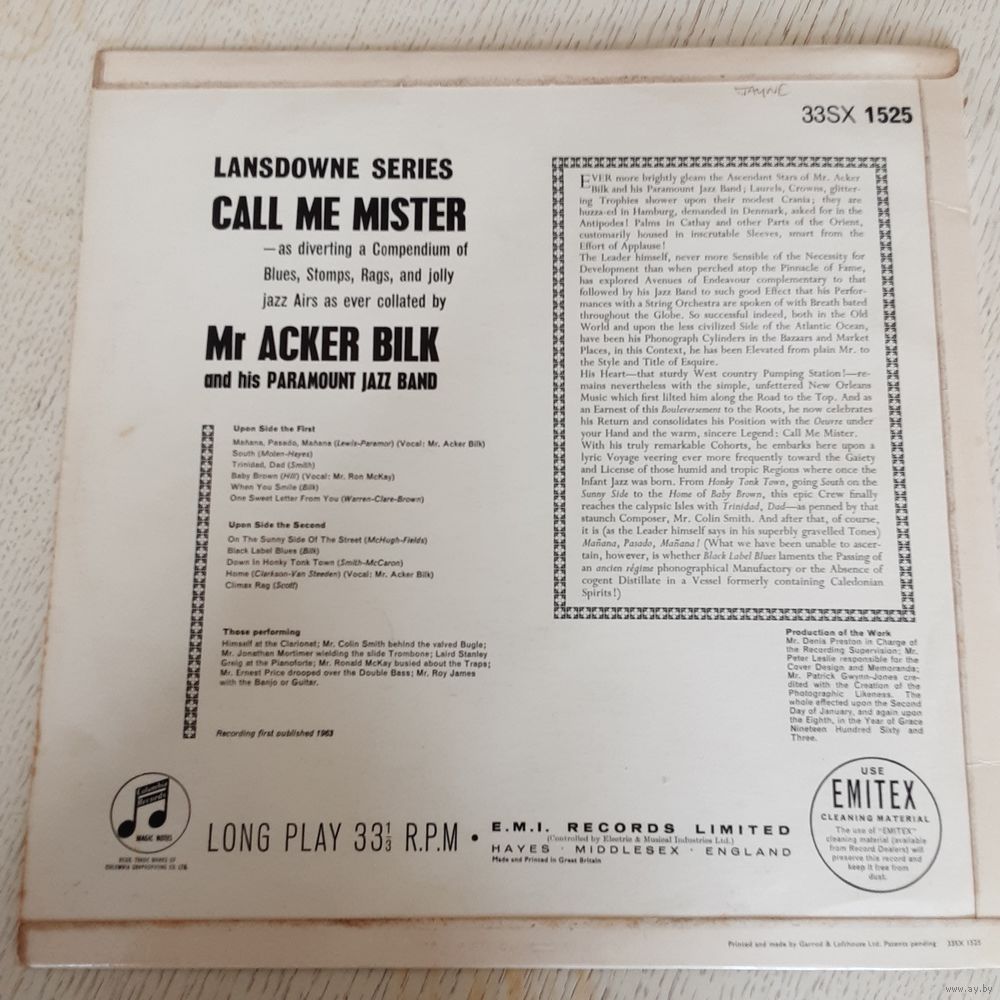 JAYNE
33SX 1525
LANSDOWNE SERIES
CALL ME MISTER
—as diverting a Compendium of
Blues, Stomps, Rags, and jolly
jazz Airs as ever collated by
Mr ACKER BILK
and his PARAMOUNT JAZZ BAND
Upon Side the First
Mañana, Pasado, Mañana (Lewis-Paramor) (Vocal: Mr. Acker Bilk)
South (Moten-Hayes)
Trinidad, Dad (Smith)
Baby Brown (Hill) (Vocal: Mr. Ron McKay)
When You Smile (Bilk)
One Sweet Letter From You (Warren-Clare-Brown)
Upon Side the Second
On The Sunny Side Of The Street (McHugh-Fields)
Black Label Blues (Bilk)
Down In Honky Tonk Town (Smith-McCaron)
Home (Clarkson-Van Steeden) (Vocal: Mr. Acker Bilk)
Climax Rag (Scott)
Those performing
Himself at the Clarionet; Mr. Colin Smith behind the valved Bugle;
Mr. Jonathan Mortimer wielding the slide Trombone; Laird Stanley
Greig at the Pianoforte; Mr. Ronald McKay busied about the Traps;
Mr. Ernest Price drooped over the Double Bass; Mr. Roy James
with the Banjo or Guitar.
Recording first published 1963
EVER more brightly gleam the Ascendant Stars of Mr. Acker
Bilk and his Paramount Jazz Band; Laurels, Crowns, glitter-
ing Trophies shower upon their modest Crania; they are
huzza-ed in Hamburg, demanded in Denmark, asked for in the
Antipodes! Palms in Cathay and other Parts of the Orient,
customarily housed in inscrutable Sleeves, smart from the
Effort of Applause!
The Leader himself, never more Sensible of the Necessity for
Development than when perched atop the Pinnacle of Fame,
has explored Avenues of Endeavour complementary to that
followed by his Jazz Band to such good Effect that his Perfor-
mances with a String Orchestra are spoken of with Breath bated
throughout the Globe. So successful indeed, both in the Old
World and upon the less civilized Side of the Atlantic Ocean,
have been his Phonograph Cylinders in the Bazaars and Market
Places, in this Context, he has been Elevated from plain Mr. to
the Style and Title of Esquire.
His Heart—that sturdy West country Pumping Station!—re-
mains nevertheless with the simple, unfettered New Orleans
Music which first lilted him along the Road to the Top. And as
an Earnest of this Bouleversement to the Roots, he now celebrates
his Return and consolidates his Position with the Oeuvre under
your Hand and the warm, sincere Legend: Call Me Mister.
With his truly remarkable Cohorts, he embarks here upon a
lyric Voyage veering ever more frequently toward the Gaiety
and License of those humid and tropic Regions where once the
Infant Jazz was born. From Honky Tonk Town, going South on the
Sunny Side to the Home of Baby Brown, this epic Crew finally
reaches the calypsic Isles with Trinidad, Dad—as penned by that
staunch Composer, Mr. Colin Smith. And after that, of course,
it is (as the Leader himself says in his superbly gravelled Tones)
Mañana, Pasado, Mañana! (What we have been unable to ascer-
tain, however, is whether Black Label Blues laments the Passing of
an ancien régime phonographical Manufactory or the Absence of
cogent Distillate in a Vessel formerly containing Caledonian
Spirits!)
Production of the Work
Mr. Denis Preston in Charge of
the Recording Supervision; Mr.
Peter Leslie responsible for the
Cover Design and Memoranda;
Mr. Patrick Gwynn-Jones cre-
dited with the Creation of the
Photographic Likeness. The
whole effected upon the Second
Day of January, and again upon
the Eighth, in the Year of Grace
Nineteen Hundred Sixty and
Three.
Columbia
Records
MAGIC NOTES
REGD. TRADE MARKS OF
COLUMBIA GRAPHOPHONE CO. LTD.
LONG PLAY 33⅓ R.P.M •
E.M.I. RECORDS LIMITED
(Controlled by Electric & Musical Industries Ltd.)
HAYES · MIDDLESEX · ENGLAND
Made and Printed in Great Britain
USE
EMITEX
CLEANING MATERIAL
The use of "EMITEX"
cleaning material (available
from Record Dealers) will
preserve this record and
keep it free from
dust.
Printed and made by Garrod & Lofthouse Ltd. Patents pending 33SX 1525
www.ay.by